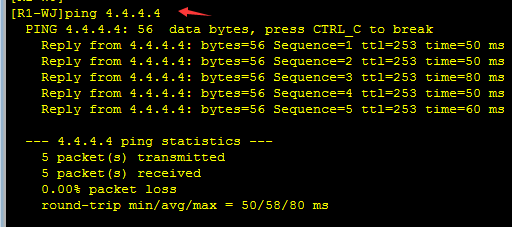 [R1-WJ]ping 4.4.4.4
PING 4.4.4.4: 56  data bytes, press CTRL_C to break
Reply from 4.4.4.4: bytes=56 Sequence=1 ttl=253 time=50 ms
Reply from 4.4.4.4: bytes=56 Sequence=2 ttl=253 time=50 ms
Reply from 4.4.4.4: bytes=56 Sequence=3 ttl=253 time=80 ms
Reply from 4.4.4.4: bytes=56 Sequence=4 ttl=253 time=50 ms
Reply from 4.4.4.4: bytes=56 Sequence=5 ttl=253 time=60 ms
--- 4.4.4.4 ping statistics ---
5 packet(s) transmitted
5 packet(s) received
0.00% packet loss
round-trip min/avg/max = 50/58/80 ms